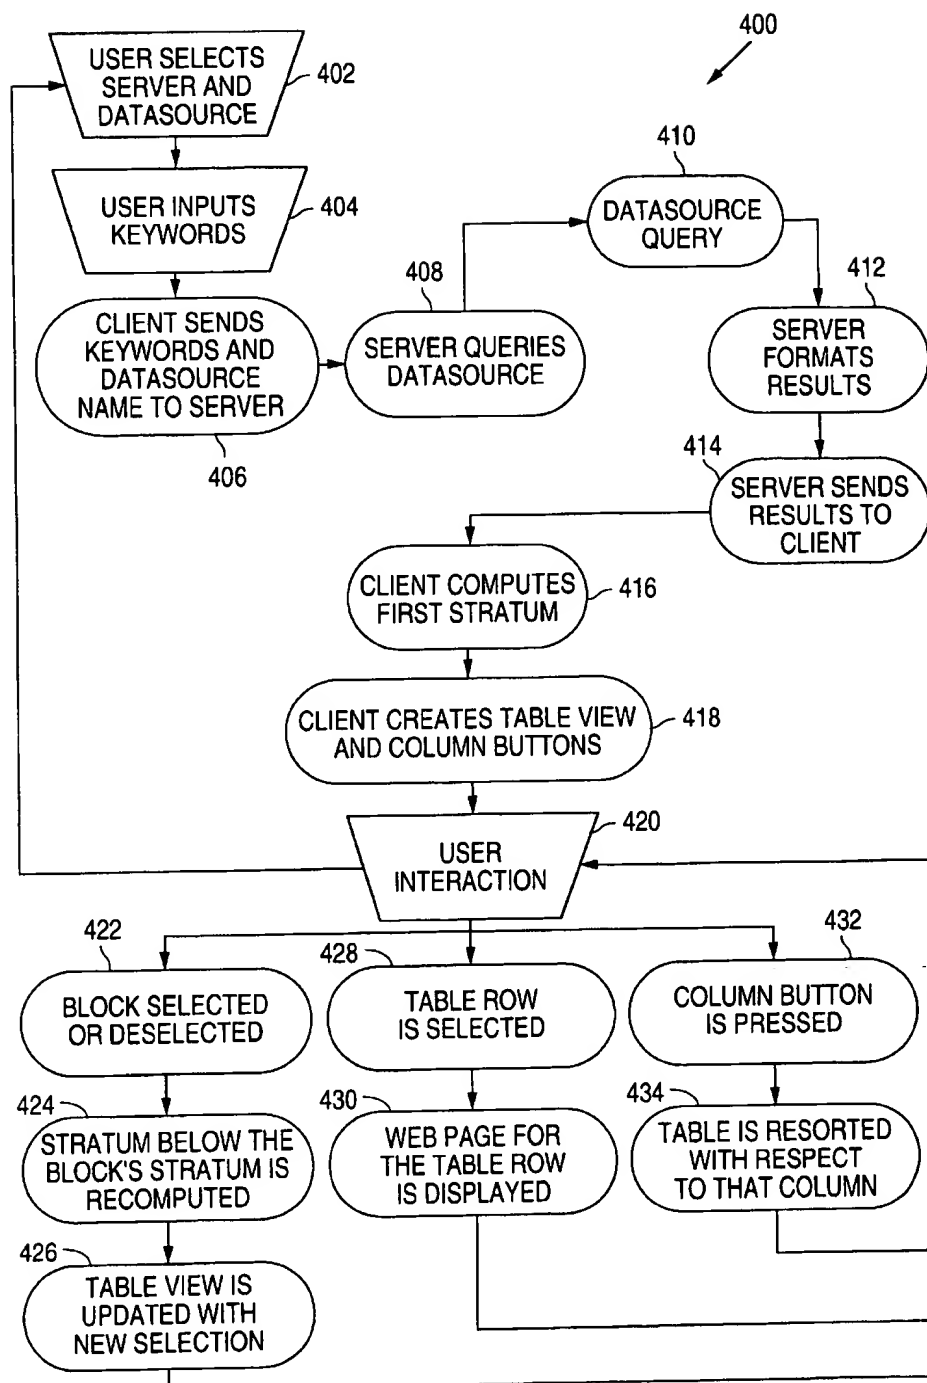 400
USER SELECTS
SERVER AND
DATASOURCE
402
USER INPUTS
KEYWORDS
404
CLIENT SENDS
KEYWORDS AND
DATASOURCE
NAME TO SERVER
406
408
SERVER QUERIES
DATASOURCE
410
DATASOURCE
QUERY
412
SERVER
FORMATS
RESULTS
414
SERVER SENDS
RESULTS TO
CLIENT
CLIENT COMPUTES
FIRST STRATUM
416
CLIENT CREATES TABLE VIEW
AND COLUMN BUTTONS
418
USER
INTERACTION
420
422
BLOCK SELECTED
OR DESELECTED
424
STRATUM BELOW THE
BLOCK'S STRATUM IS
RECOMPUTED
426
TABLE VIEW IS
UPDATED WITH
NEW SELECTION
428
TABLE ROW
IS SELECTED
430
WEB PAGE FOR
THE TABLE ROW
IS DISPLAYED
432
COLUMN BUTTON
IS PRESSED
434
TABLE IS RESORTED
WITH RESPECT
TO THAT COLUMN